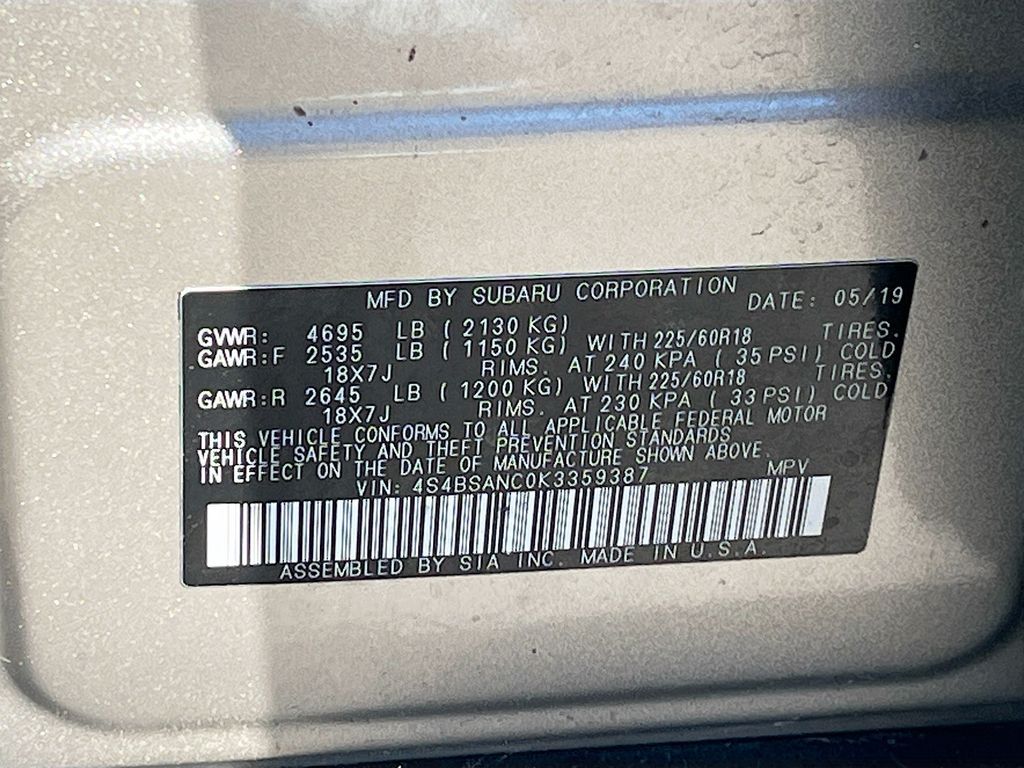 MFD BY SUBARU CORPORATION DATE: 05/19
GVWR: 4695 LB ( 2130 KG)
GAWR:F 2535 LB ( 1150 KG) WITH 225/60R18 TIRES.
18X7J RIMS. AT 240 KPA ( 35 PSI) COLD
GAWR:R 2645 LB ( 1200 KG) WITH 225/60R18 TIRES.
18X7J RIMS. AT 230 KPA ( 33 PSI) COLD
THIS VEHICLE CONFORMS TO ALL APPLICABLE FEDERAL MOTOR
VEHICLE SAFETY AND THEFT PREVENTION STANDARDS
IN EFFECT ON THE DATE OF MANUFACTURE SHOWN ABOVE.
VIN: 4S4BSANC0K3359387 MPV
ASSEMBLED BY SIA INC. MADE IN U.S.A.